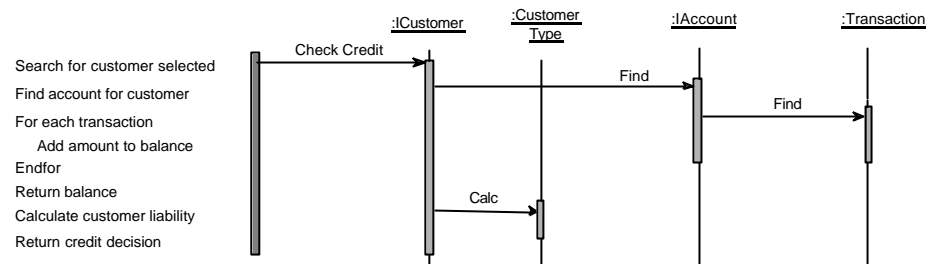 :ICustomer
:Customer
Type
:IAccount
:Transaction
Check Credit
Search for customer selected
Find
Find account for customer
Find
For each transaction
Add amount to balance
Endfor
Return balance
Calc
Calculate customer liability
Return credit decision